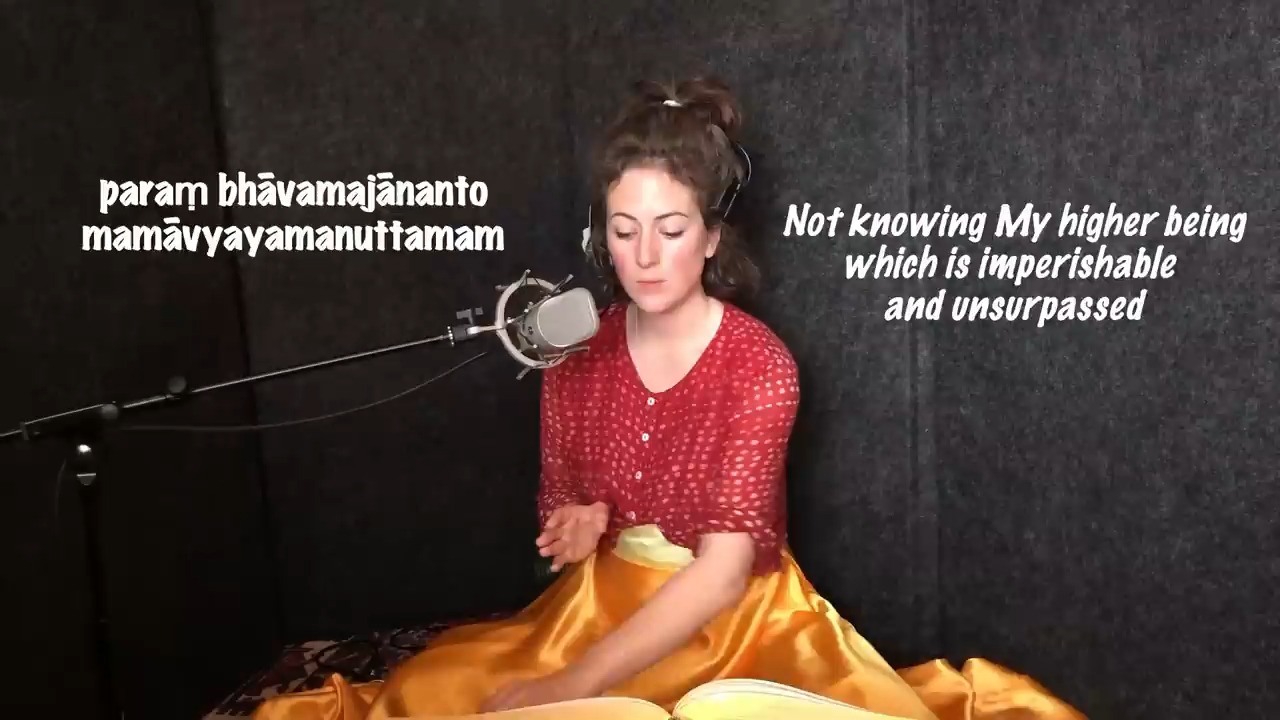 paraṃ bhāvamajānanto
mamāvyayamanuttamam
Not knowing My higher being
which is imperishable
and unsurpassed